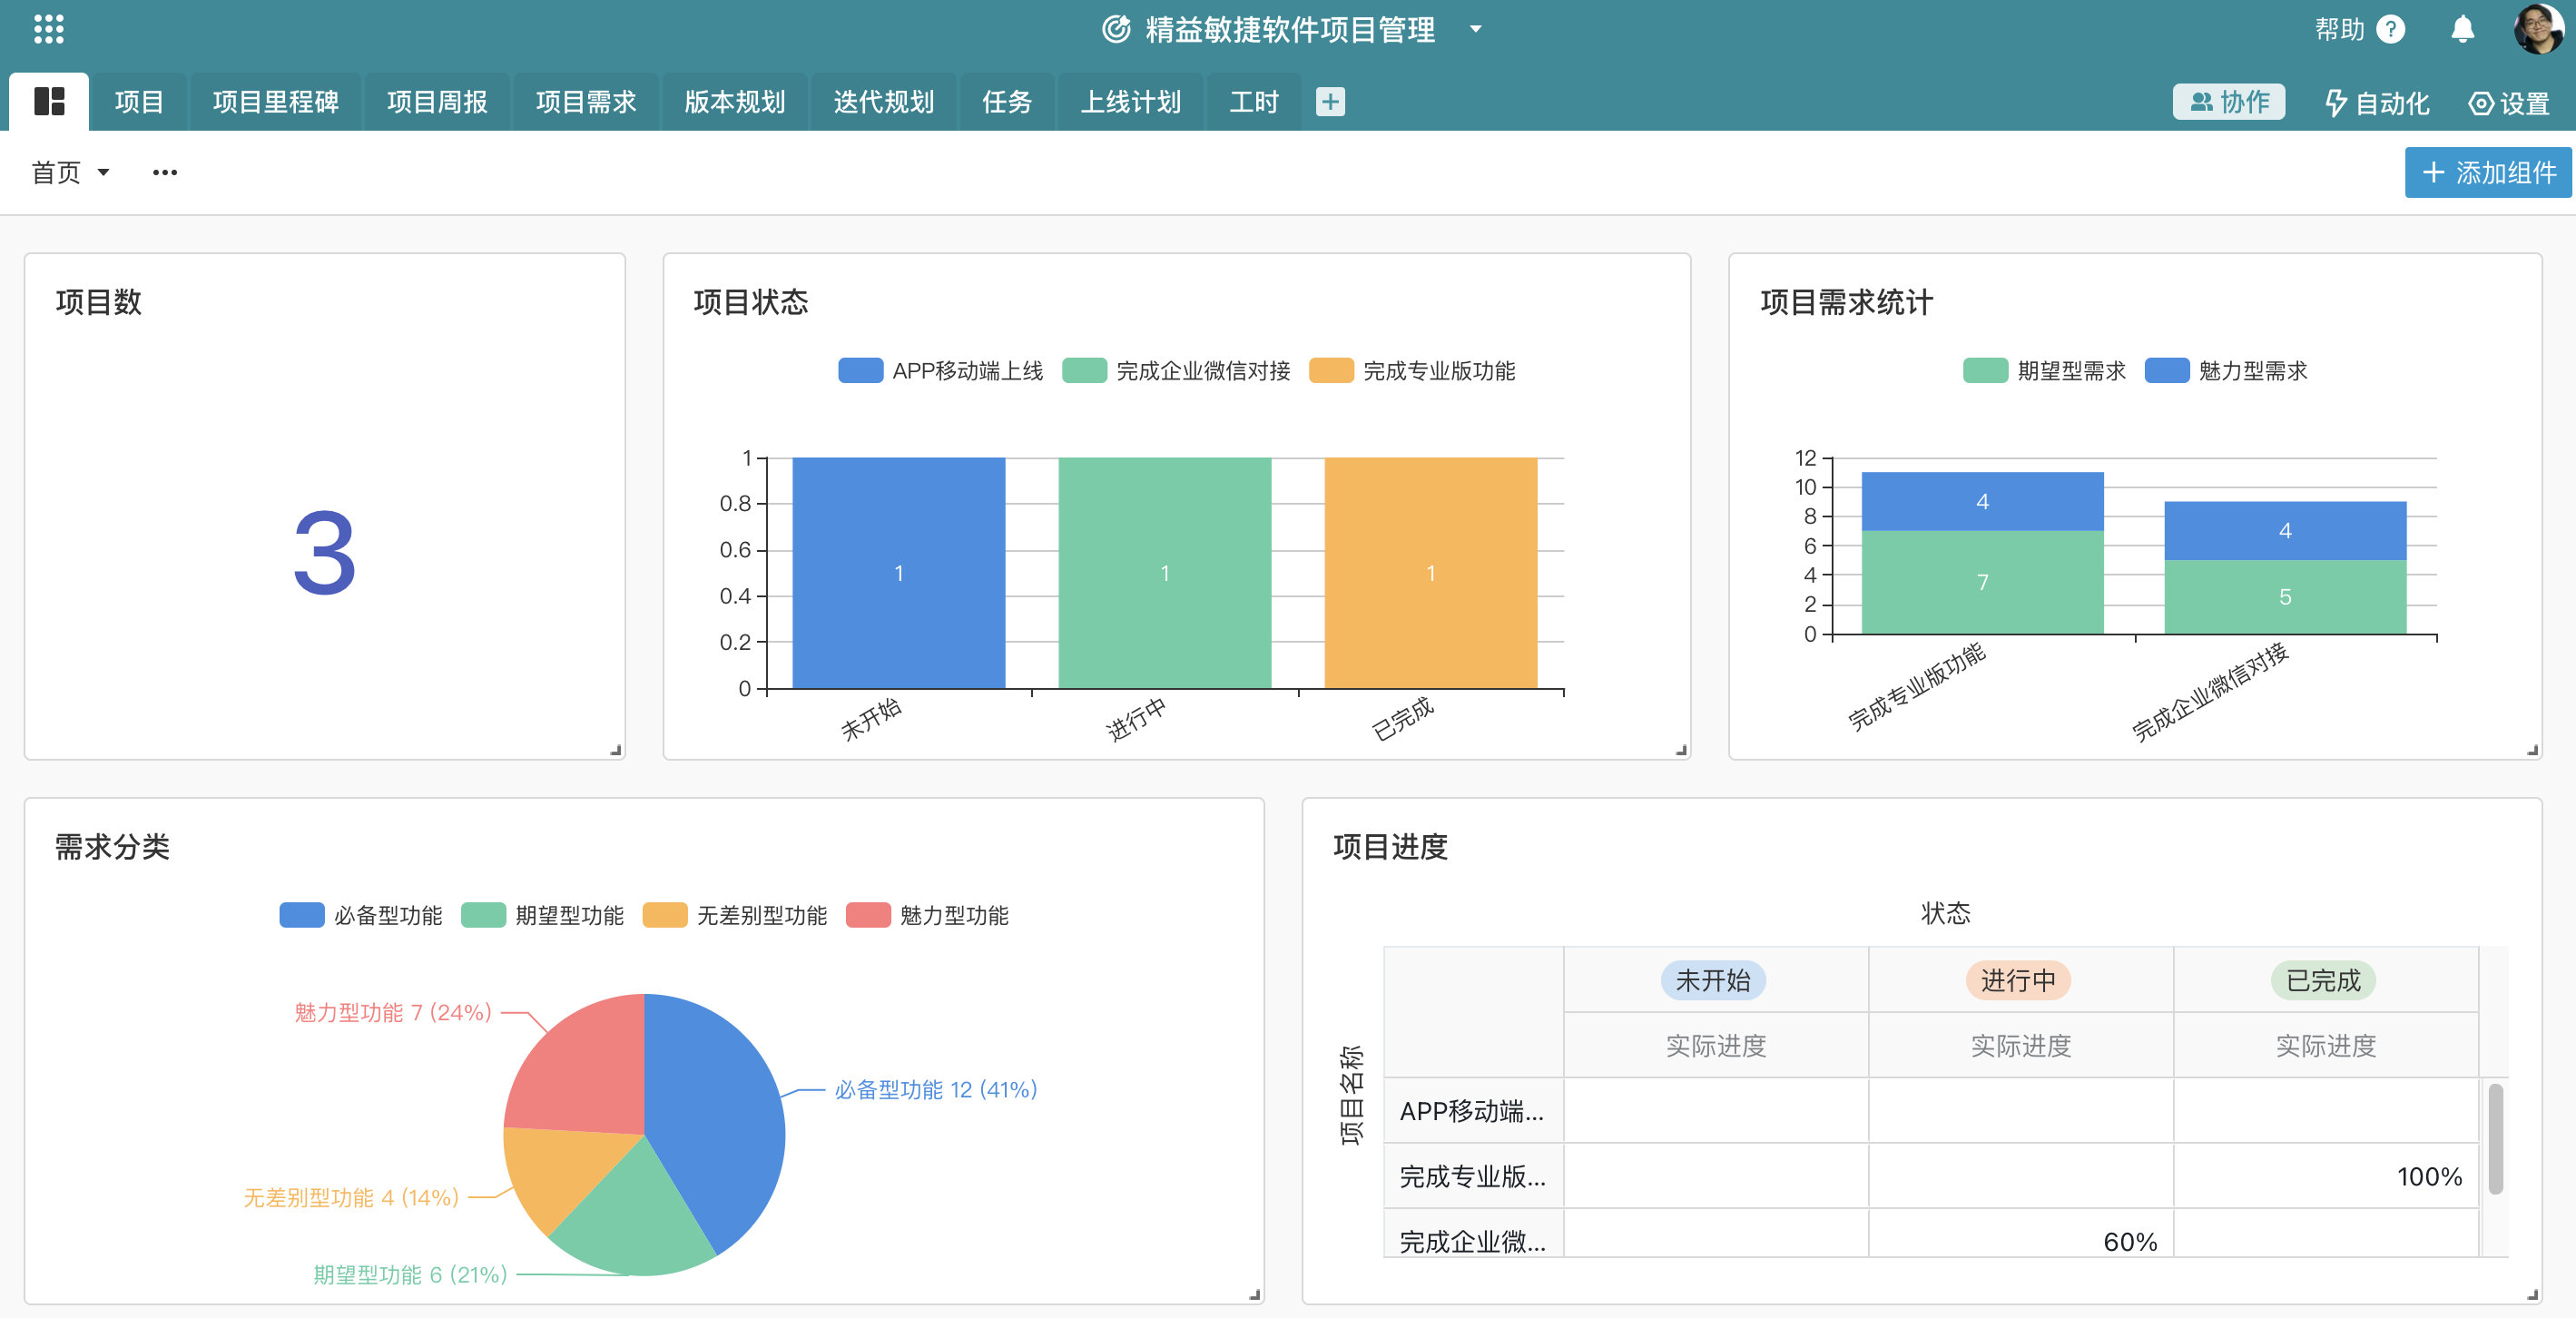 精益敏捷软件项目管理
帮助 ?
项目 项目里程碑 项目周报 项目需求 版本规划 迭代规划 任务 上线计划 工时 +
协作 自动化 设置
首页 •••
+ 添加组件
项目数
3
项目状态
APP移动端上线 完成企业微信对接 完成专业版功能
1
0.8
0.6
0.4
0.2
0
1 1 1
未开始 进行中 已完成
项目需求统计
期望型需求 魅力型需求
12
10
8
6
4
2
0
4 4
7 5
完成专业版功能 完成企业微信对接
需求分类
必备型功能 期望型功能 无差别型功能 魅力型功能
魅力型功能 7 (24%)
必备型功能 12 (41%)
无差别型功能 4 (14%)
期望型功能 6 (21%)
项目进度
状态
项目名称
未开始 进行中 已完成
实际进度 实际进度 实际进度
APP移动端...
完成专业版... 100%
完成企业微... 60%